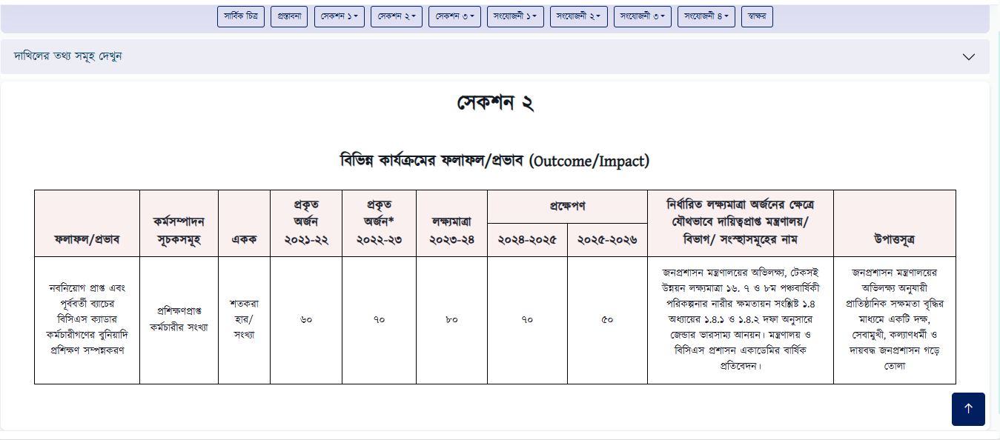 সার্বিক চিত্র
প্রস্তাবনা
সেকশন ১
সেকশন ২
সেকশন ৩
সংযোজনী ১
সংযোজনী ২
সংযোজনী ৩
সংযোজনী ৪
স্বাক্ষর
দাখিলের তথ্য সমূহ দেখুন
সেকশন ২
বিভিন্ন কার্যক্রমের ফলাফল/প্রভাব (Outcome/Impact)
ফলাফল/প্রভাব
কর্মসম্পাদন
সূচকসমূহ
একক
প্রকৃত
অর্জন
২০২১-২২
প্রকৃত
অর্জন*
২০২২-২৩
লক্ষ্যমাত্রা
২০২৩-২৪
প্রক্ষেপণ
২০২৪-২০২৫
২০২৫-২০২৬
নির্ধারিত লক্ষ্যমাত্রা অর্জনের ক্ষেত্রে
যৌথভাবে দায়িত্বপ্রাপ্ত মন্ত্রণালয়/
বিভাগ/ সংস্হাসমূহের নাম
উপাত্তসূত্র
নবনিয়োগ প্রাপ্ত এবং
পূর্ববর্তী ব্যাচের
বিসিএস ক্যাডার
কর্মচারীগণের বুনিয়াদি
প্রশিক্ষণ সম্পন্নকরণ
প্রশিক্ষণপ্রাপ্ত
কর্মচারীর সংখ্যা
শতকরা
হার/
সংখ্যা
৬০
৭০
৮০
৭০
৫০
জনপ্রশাসন মন্ত্রণালয়ের অভিলক্ষ্য, টেকসই
উন্নয়ন লক্ষ্যমাত্রা ১৬. ৭ ও ৮ম পঞ্চবার্ষিকী
পরিকল্পনার নারীর ক্ষমতায়ন সংশ্লিষ্ট ১.৪
অধ্যায়ের ১.৪.১ ও ১.৪.২ দফা অনুসারে
জেন্ডার ভারসাম্য আনয়ন। মন্ত্রণালয় ও
বিসিএস প্রশাসন একাডেমির বার্ষিক
প্রতিবেদন।
জনপ্রশাসন মন্ত্রণালয়ের
অভিলক্ষ্য অনুযায়ী
প্রাতিষ্ঠানিক সক্ষমতা বৃদ্ধির
মাধ্যমে একটি দক্ষ,
সেবামুখী, কল্যাণধর্মী ও
দায়বদ্ধ জনপ্রশাসন গড়ে
তোলা